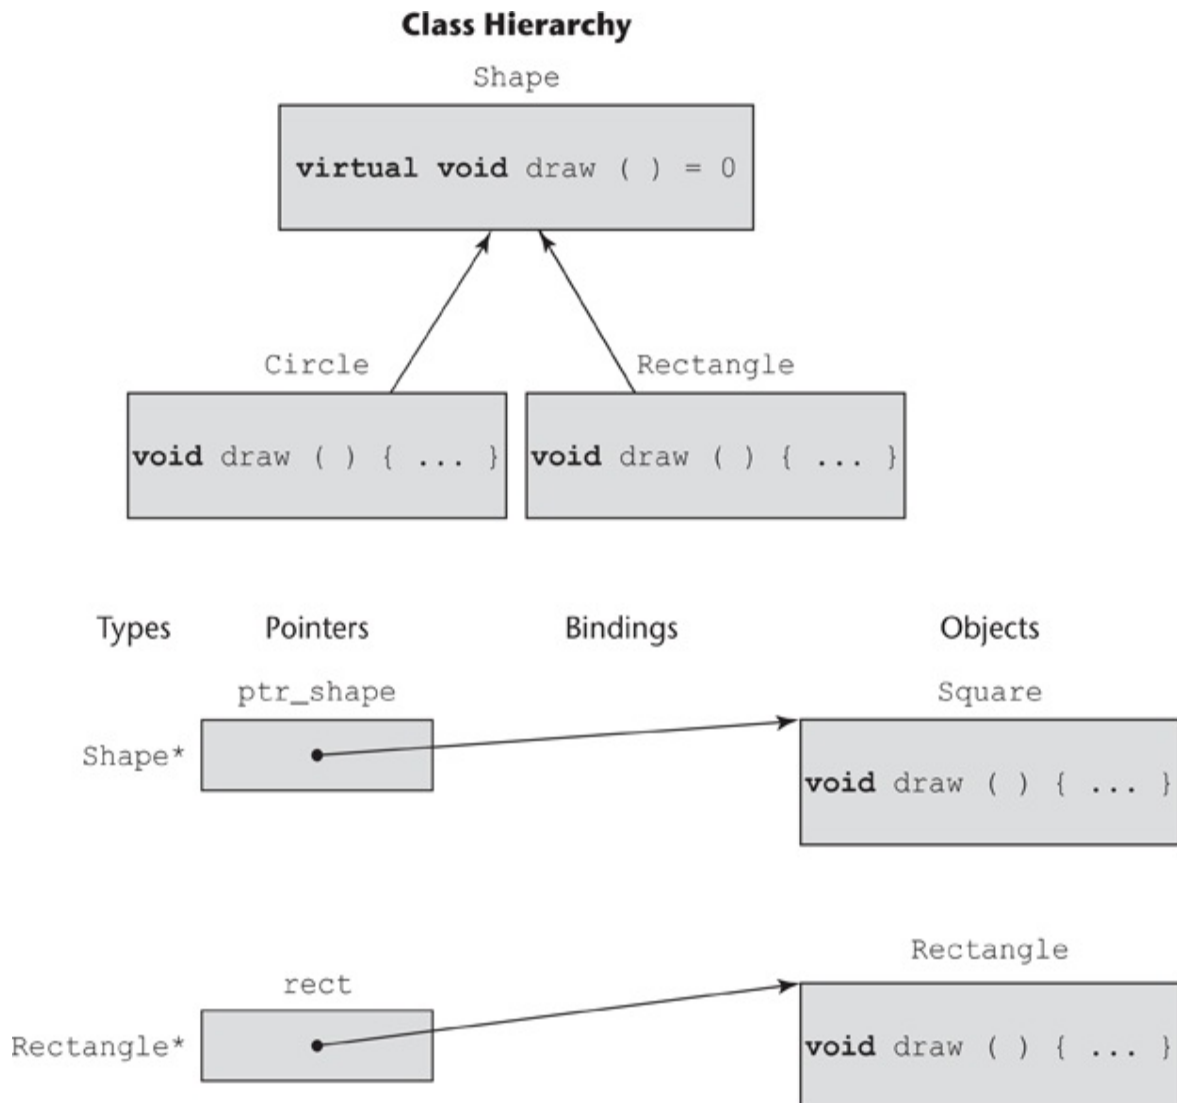 Class Hierarchy
Shape
virtual void draw ( ) = 0
Circle Rectangle
void draw ( ) { ... } void draw ( ) { ... }
Types Pointers Bindings Objects
ptr_shape Square
Shape*
void draw ( ) { ... }
Rectangle
rect
Rectangle* void draw ( ) { ... }